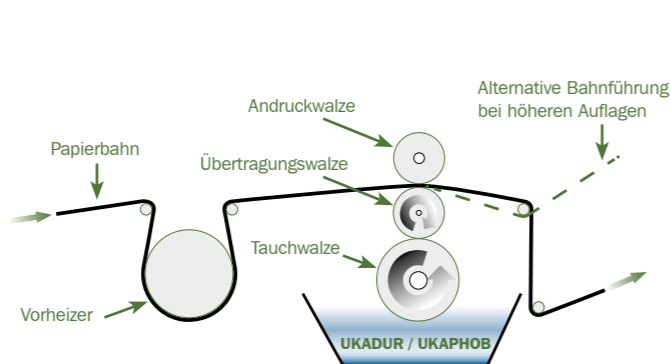 Alternative Bahnführung
bei höheren Auflagen
Andruckwalze
Papierbahn
Übertragungswalze
Tauchwalze
Vorheizer
UKADUR / UKAPHOB